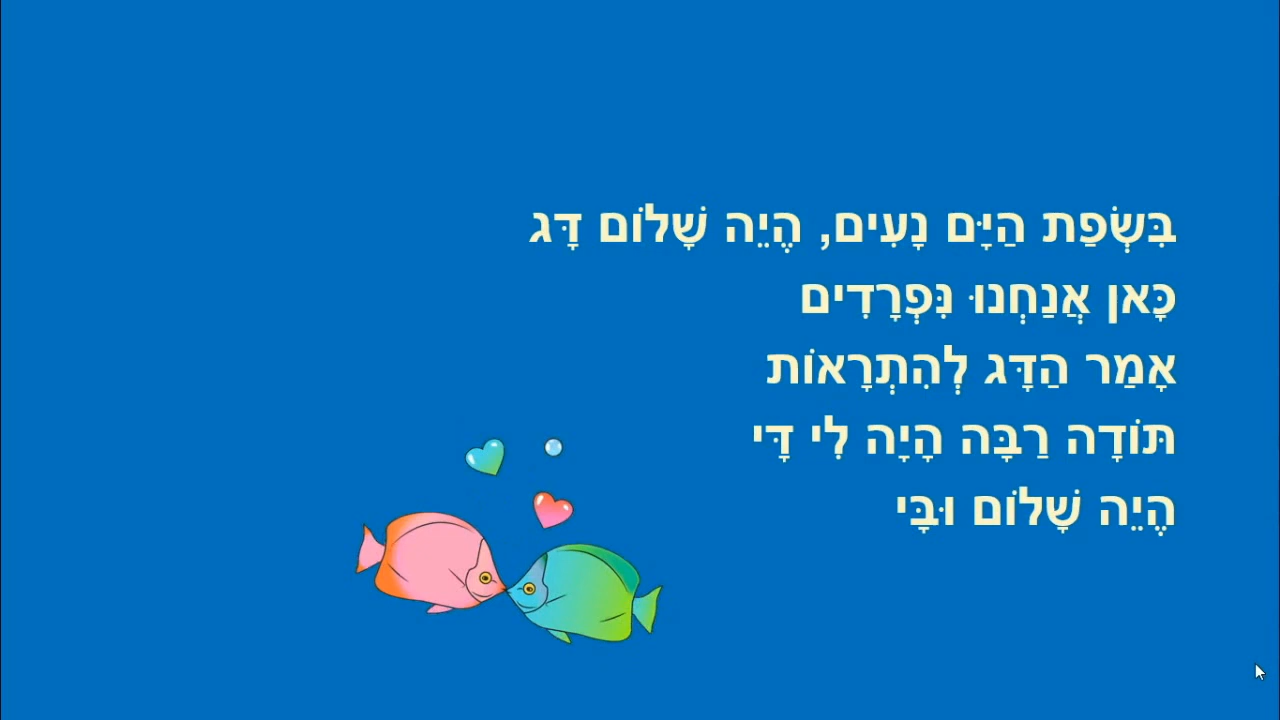 בִּשְׂפַת הַיָּם נָעִים, הֱיֵה שָׁלוֹם דָּג
כָּאן אֲנַחְנוּ נִּפְרָדִים
אָמַר הַדָּג לְהִתְרָאוֹת
תּוֹדָה רַבָּה הָיָה לִי דַּי
הֱיֵה שָׁלוֹם וּבָּי